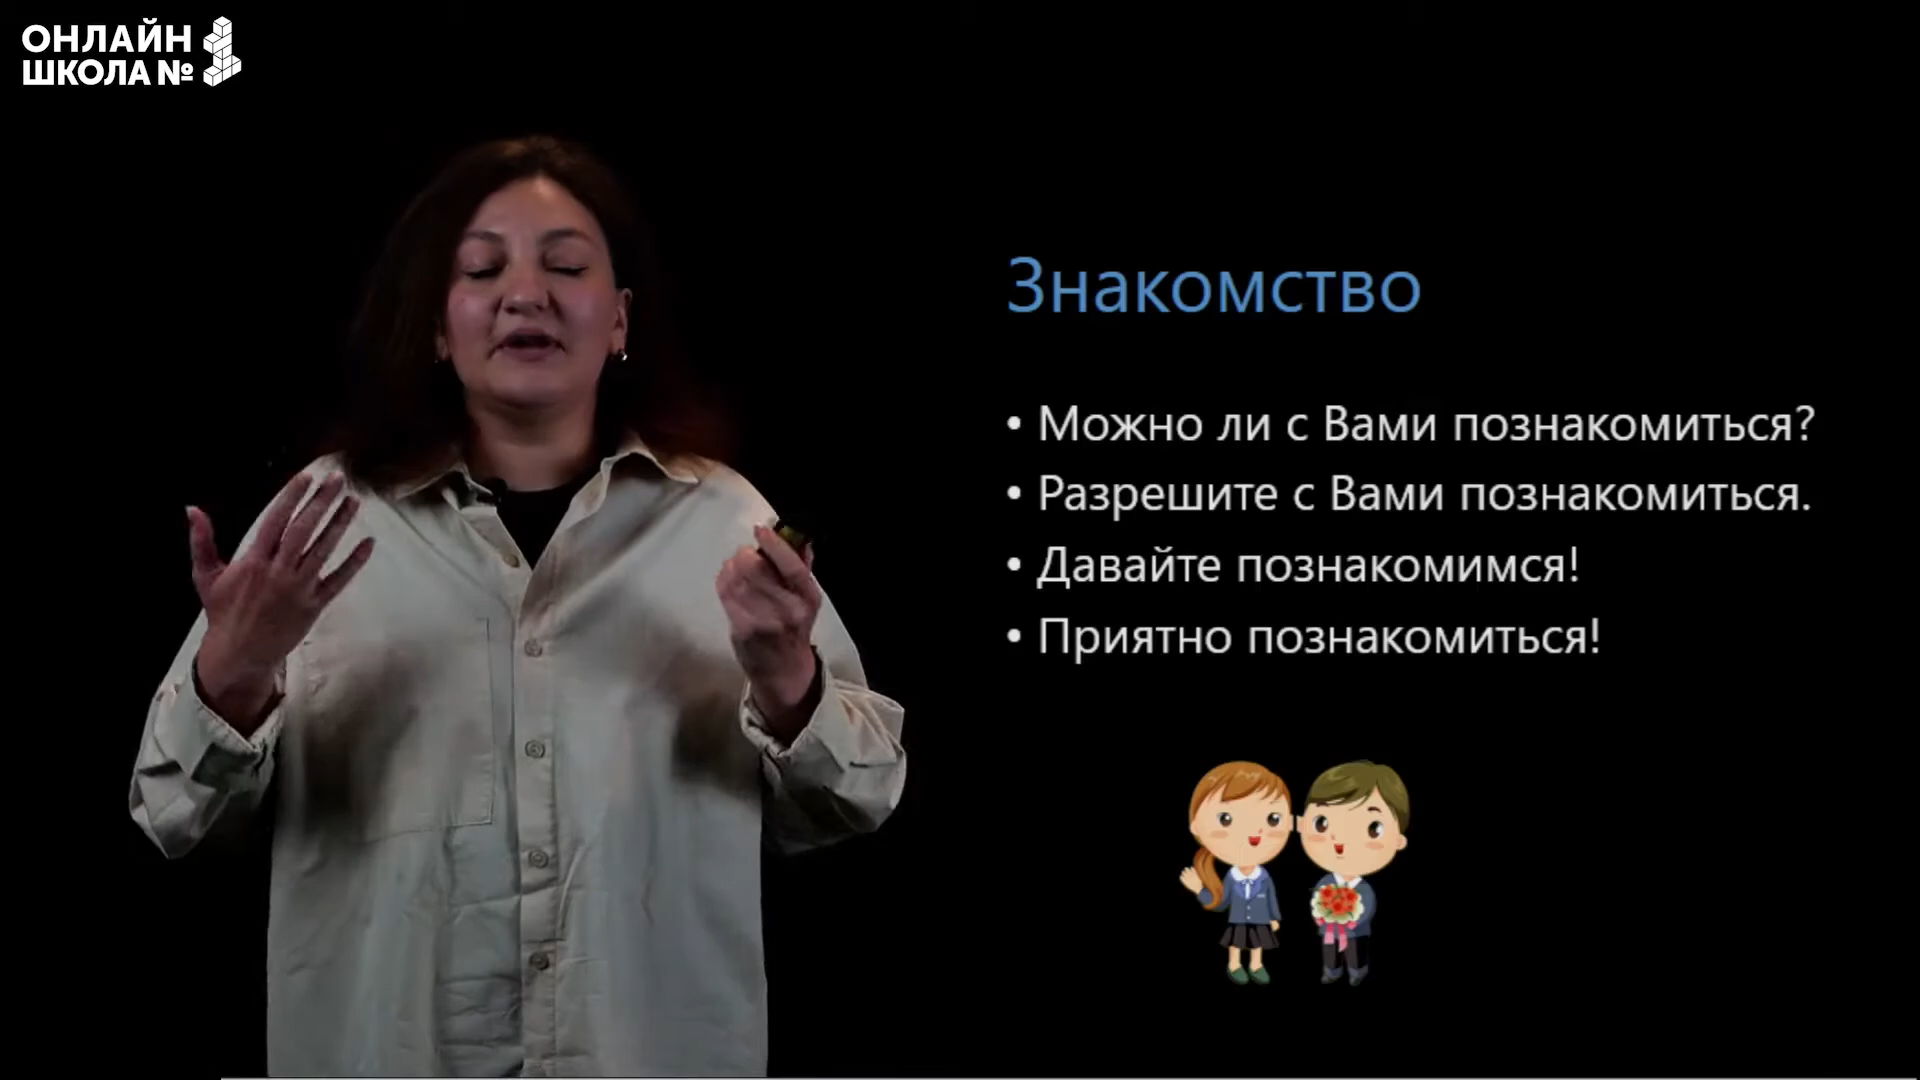 ОНЛАЙН
ШКОЛА №
Знакомство
• Можно ли с Вами познакомиться?
• Разрешите с Вами познакомиться.
• Давайте познакомимся!
• Приятно познакомиться!